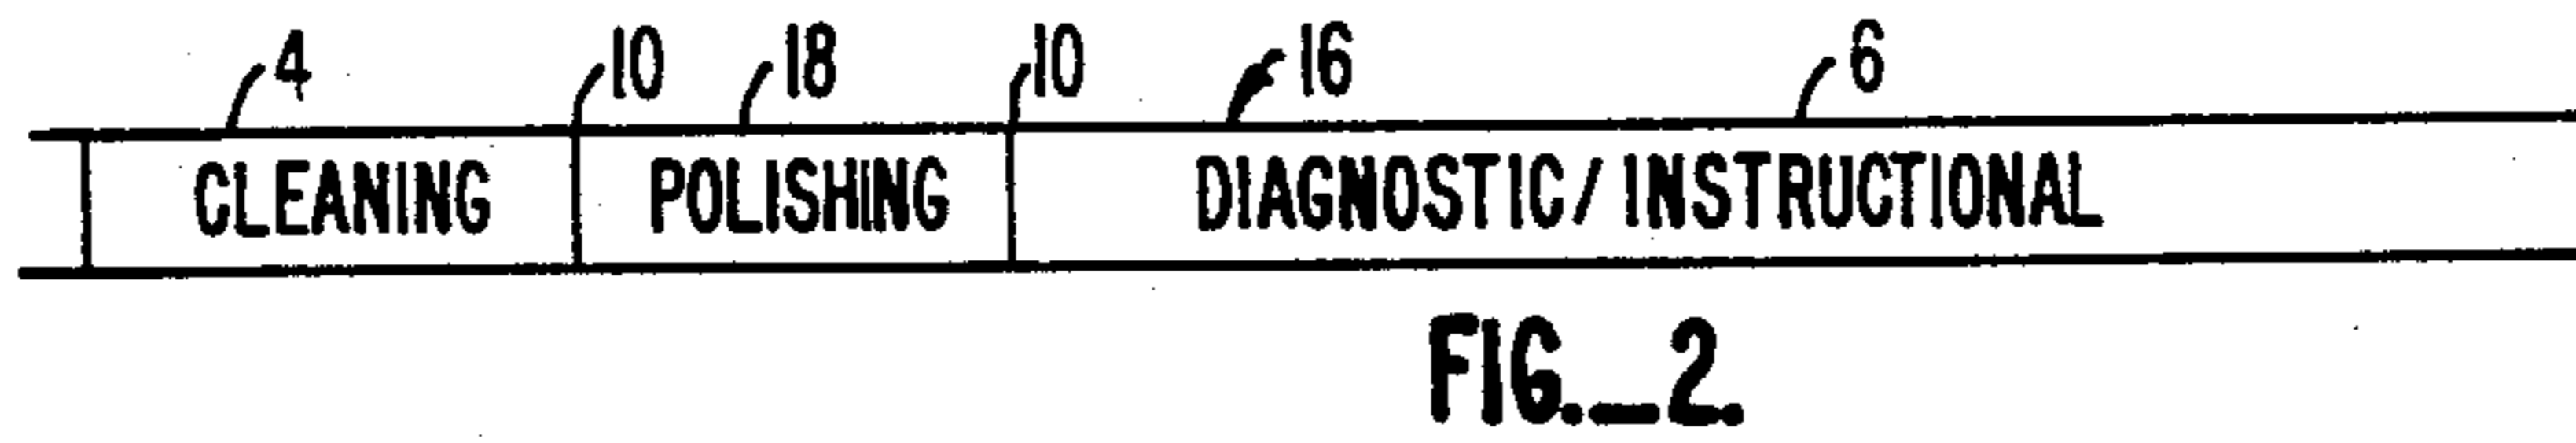 4 10 18 10 16 6
CLEANING POLISHING DIAGNOSTIC/INSTRUCTIONAL
FIG._2.